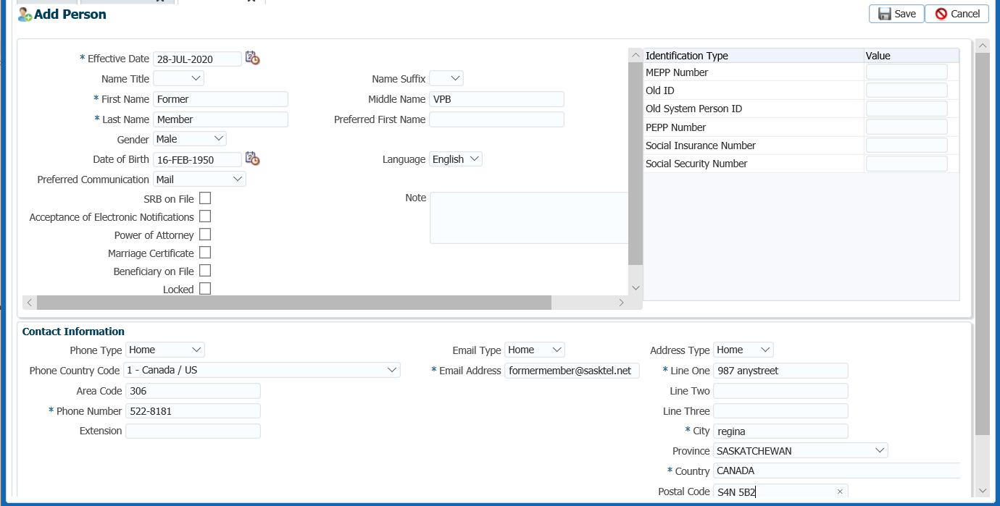 Add Person
Save Cancel
* Effective Date 28-JUL-2020
Name Title Name Suffix
* First Name Former Middle Name VPB
* Last Name Member Preferred First Name
Gender Male
Date of Birth 16-FEB-1950 Language English
Preferred Communication Mail
SRB on File Note
Acceptance of Electronic Notifications
Power of Attorney
Marriage Certificate
Beneficiary on File
Locked
Identification Type Value
MEPP Number
Old ID
Old System Person ID
PEPP Number
Social Insurance Number
Social Security Number
Contact Information
Phone Type Home Email Type Home Address Type Home
Phone Country Code 1 - Canada / US * Email Address formermember@sasktel.net * Line One 987 anystreet
Area Code 306 Line Two
* Phone Number 522-8181 Line Three
Extension * City regina
Province SASKATCHEWAN
* Country CANADA
Postal Code S4N 5B2